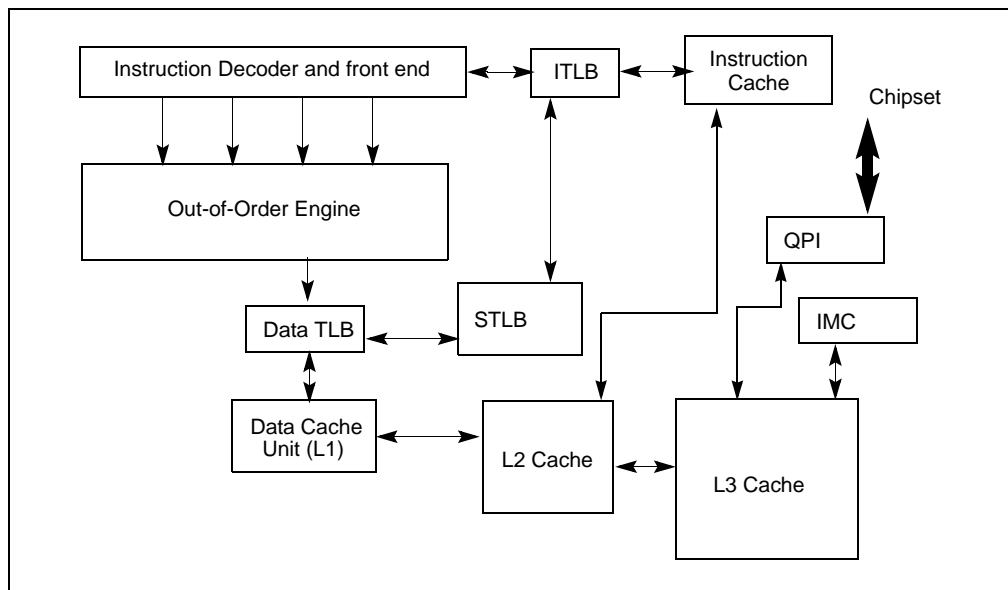 Instruction Decoder and front end
ITLB
Instruction
Cache
Chipset
Out-of-Order Engine
QPI
Data TLB
STLB
IMC
Data Cache
Unit (L1)
L2 Cache
L3 Cache